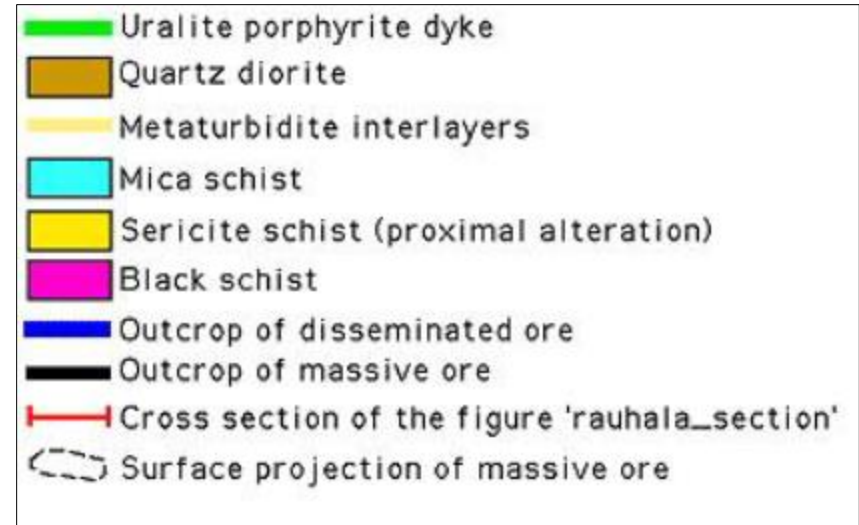 Uralite porphyrite dyke
Quartz diorite
Metaturbidite interlayers
Mica schist
Sericite schist (proximal alteration)
Black schist
Outcrop of disseminated ore
Outcrop of massive ore
Cross section of the figure 'rauhala_section'
Surface projection of massive ore